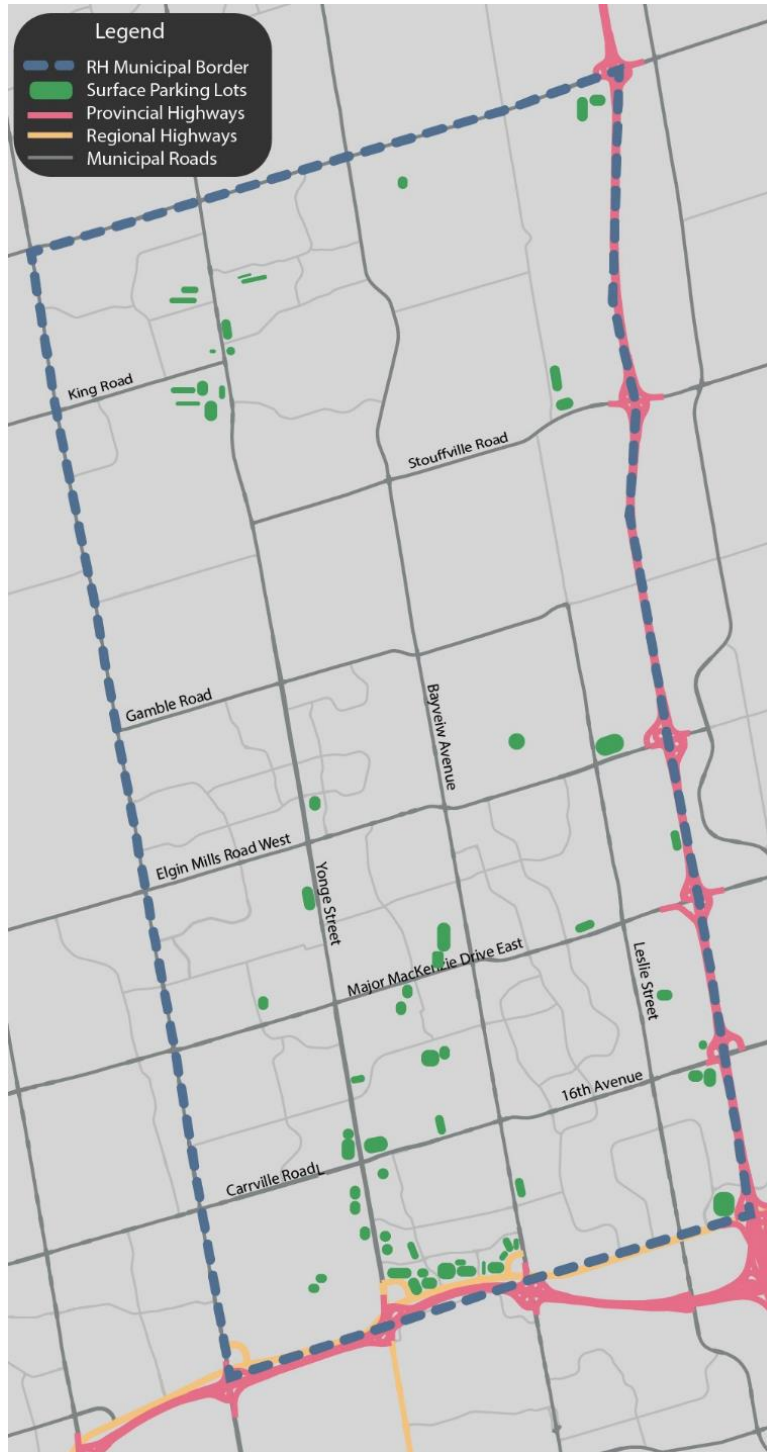 Legend
RH Municipal Border
Surface Parking Lots
Provincial Highways
Regional Highways
Municipal Roads
King Road
Stouffville Road
Gamble Road
Bayveiw Avenue
Elgin Mills Road West
Yonge Street
Major MacKenzie Drive East
Leslie Street
16th Avenue
Carrville Road